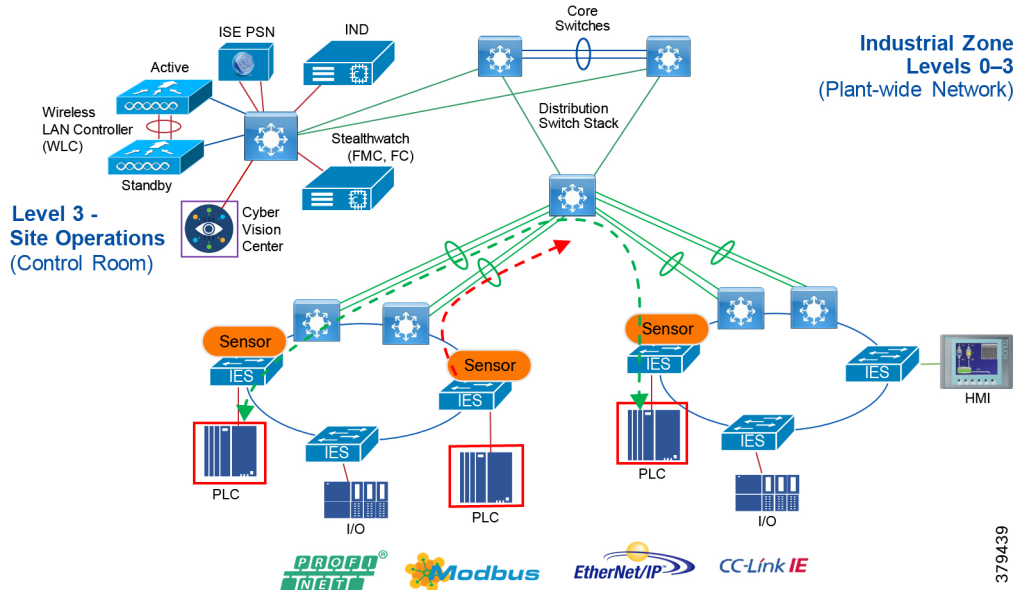 Core
Switches
ISE PSN
IND
Industrial Zone
Levels 0–3
(Plant-wide Network)
Active
Wireless
LAN Controller
(WLC)
Distribution
Switch Stack
Stealthwatch
(FMC, FC)
Standby
Level 3 -
Site Operations
(Control Room)
Cyber
Vision
Center
Sensor
IES
Sensor
IES
Sensor
IES
IES
HMI
IES
IES
PLC
I/O
PLC
PLC
I/O
PROFI
NET®
Modbus
EtherNet/IP™
CC-Link IE
379439